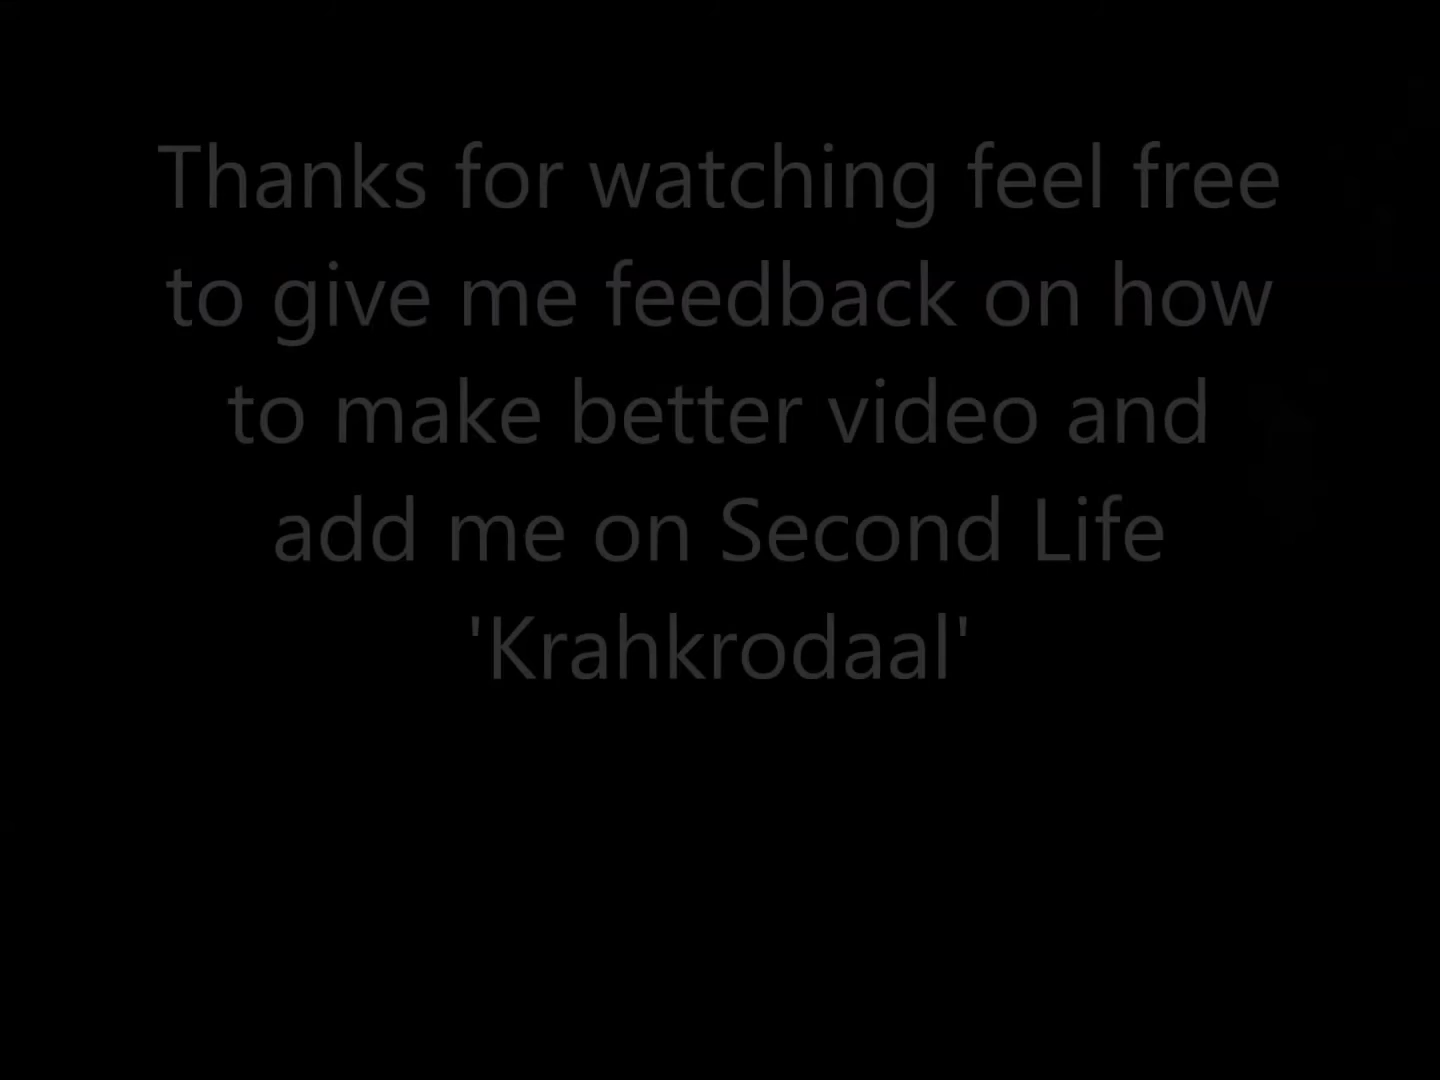 Thanks for watching feel free
to give me feedback on how
to make better video and
add me on Second Life
'Krahkrodaal'